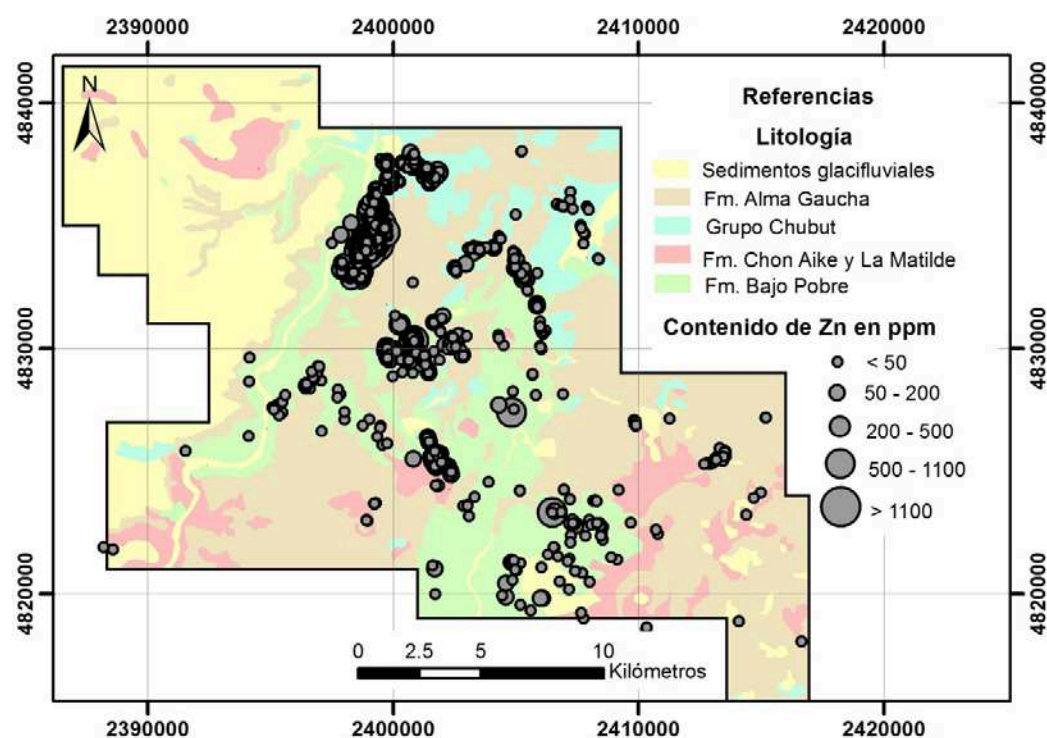 2390000 2400000 2410000 2420000
4840000 4840000
N
Referencias
Litología
Sedimentos glacifluviales
Fm. Alma Gaucha
Grupo Chubut
Fm. Chon Aike y La Matilde
Fm. Bajo Pobre
Contenido de Zn en ppm
< 50
50 - 200
200 - 500
500 - 1100
> 1100
4830000 4830000
4820000 4820000
0 2.5 5 10
Kilómetros
2390000 2400000 2410000 2420000